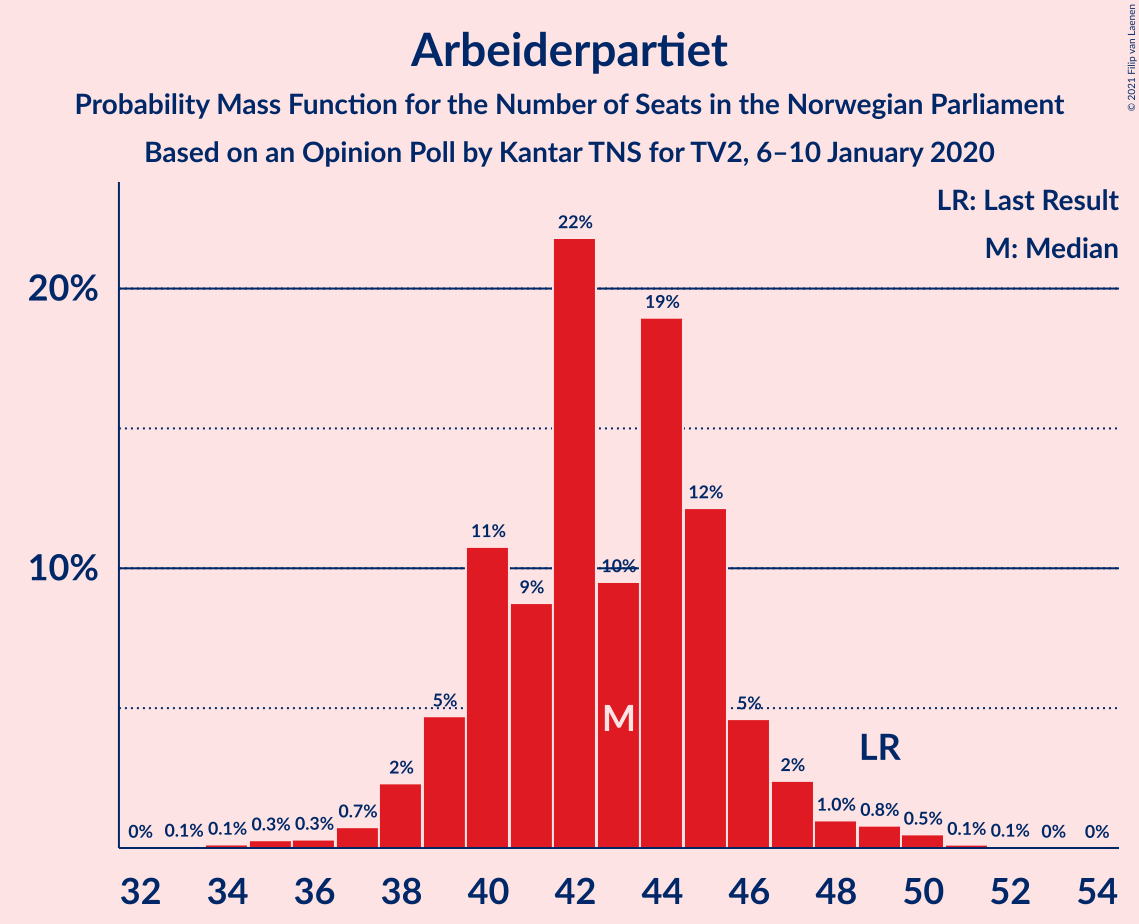 Arbeiderpartiet
Probability Mass Function for the Number of Seats in the Norwegian Parliament
Based on an Opinion Poll by Kantar TNS for TV2, 6–10 January 2020
© 2021 Filip van Laenen
LR: Last Result
M: Median
20%
10%
0%
0.1%
0.1%
0.3%
0.3%
0.7%
2%
5%
11%
9%
22%
10%
19%
12%
5%
2%
1.0%
0.8%
0.5%
0.1%
0.1%
0%
0%
M
LR
32 34 36 38 40 42 44 46 48 50 52 54